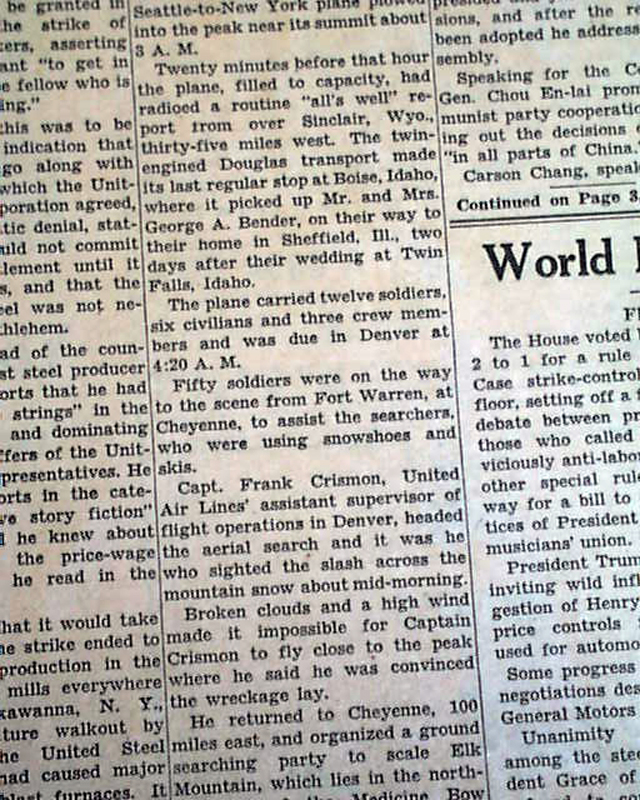 be granted in
he strike of
kers, asserting
ant "to get in
e fellow who is
ing."
this was to be
indication that
go along with
which the Unit-
poration agreed,
tic denial, stat-
uld not commit
lement until it
s, and that the
eel was not ne-
thlehem.
ad of the coun-
st steel producer
orts that he had
strings" in the
and dominating
ffers of the Unit-
presentatives. He
orts in the cate-
ve story fiction"
he knew about
the price-wage
he read in the
hat it would take
he strike ended to
production in the
mills everywhere
kawanna, N. Y.,
ture walkout by
he United Steel
had caused major
blast furnaces. It
Seattle-to-New York plane plowed
into the peak near its summit about
3 A. M.
Twenty minutes before that hour
the plane, filled to capacity, had
radioed a routine "all's well" re-
port from over Sinclair, Wyo.,
thirty-five miles west. The twin-
engined Douglas transport made
its last regular stop at Boise, Idaho,
where it picked up Mr. and Mrs.
George A. Bender, on their way to
their home in Sheffield, Ill., two
days after their wedding at Twin
Falls, Idaho.
The plane carried twelve soldiers,
six civilians and three crew mem-
bers and was due in Denver at
4:20 A. M.
Fifty soldiers were on the way
to the scene from Fort Warren, at
Cheyenne, to assist the searchers,
who were using snowshoes and
skis.
Capt. Frank Crismon, United
Air Lines' assistant supervisor of
flight operations in Denver, headed
the aerial search and it was he
who sighted the slash across the
mountain snow about mid-morning.
Broken clouds and a high wind
made it impossible for Captain
Crismon to fly close to the peak
where he said he was convinced
the wreckage lay.
He returned to Cheyenne, 100
miles east, and organized a ground
searching party to scale Elk
Mountain, which lies in the north-
the Medicine Bow
sions, and after the re
been adopted he address
sembly.
Speaking for the Co
Gen. Chou En-lai prom
munist party cooperatio
ing out the decisions
"in all parts of China."
Carson Chang, speak
Continued on Page 3,
World
The House voted
2 to 1 for a rule
Case strike-control
floor, setting off a f
debate between pr
those who called
viciously anti-labo
other special rule
way for a bill to
tices of President
musicians' union.
President Trum
inviting wild infl
gestion of Henry
price controls
used for automo
Some progress
negotiations des
General Motors
Unanimity
among the stee
dent Grace of